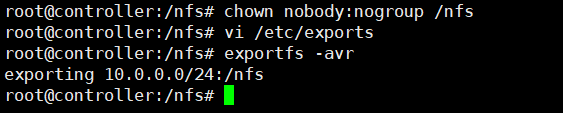 root@controller:/nfs# chown nobody:nogroup /nfs
root@controller:/nfs# vi /etc/exports
root@controller:/nfs# exportfs -avr
exporting 10.0.0.0/24:/nfs
root@controller:/nfs#